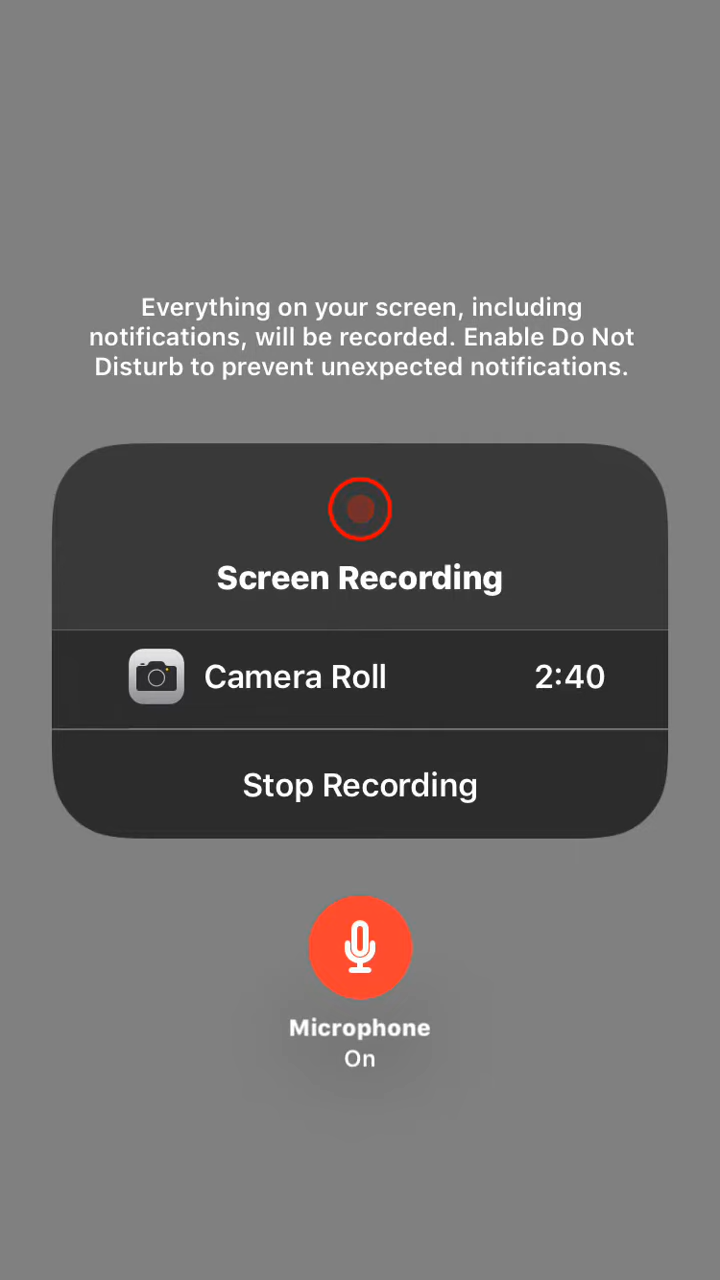 Everything on your screen, including
notifications, will be recorded. Enable Do Not
Disturb to prevent unexpected notifications.
Screen Recording
Camera Roll 2:40
Stop Recording
Microphone
On